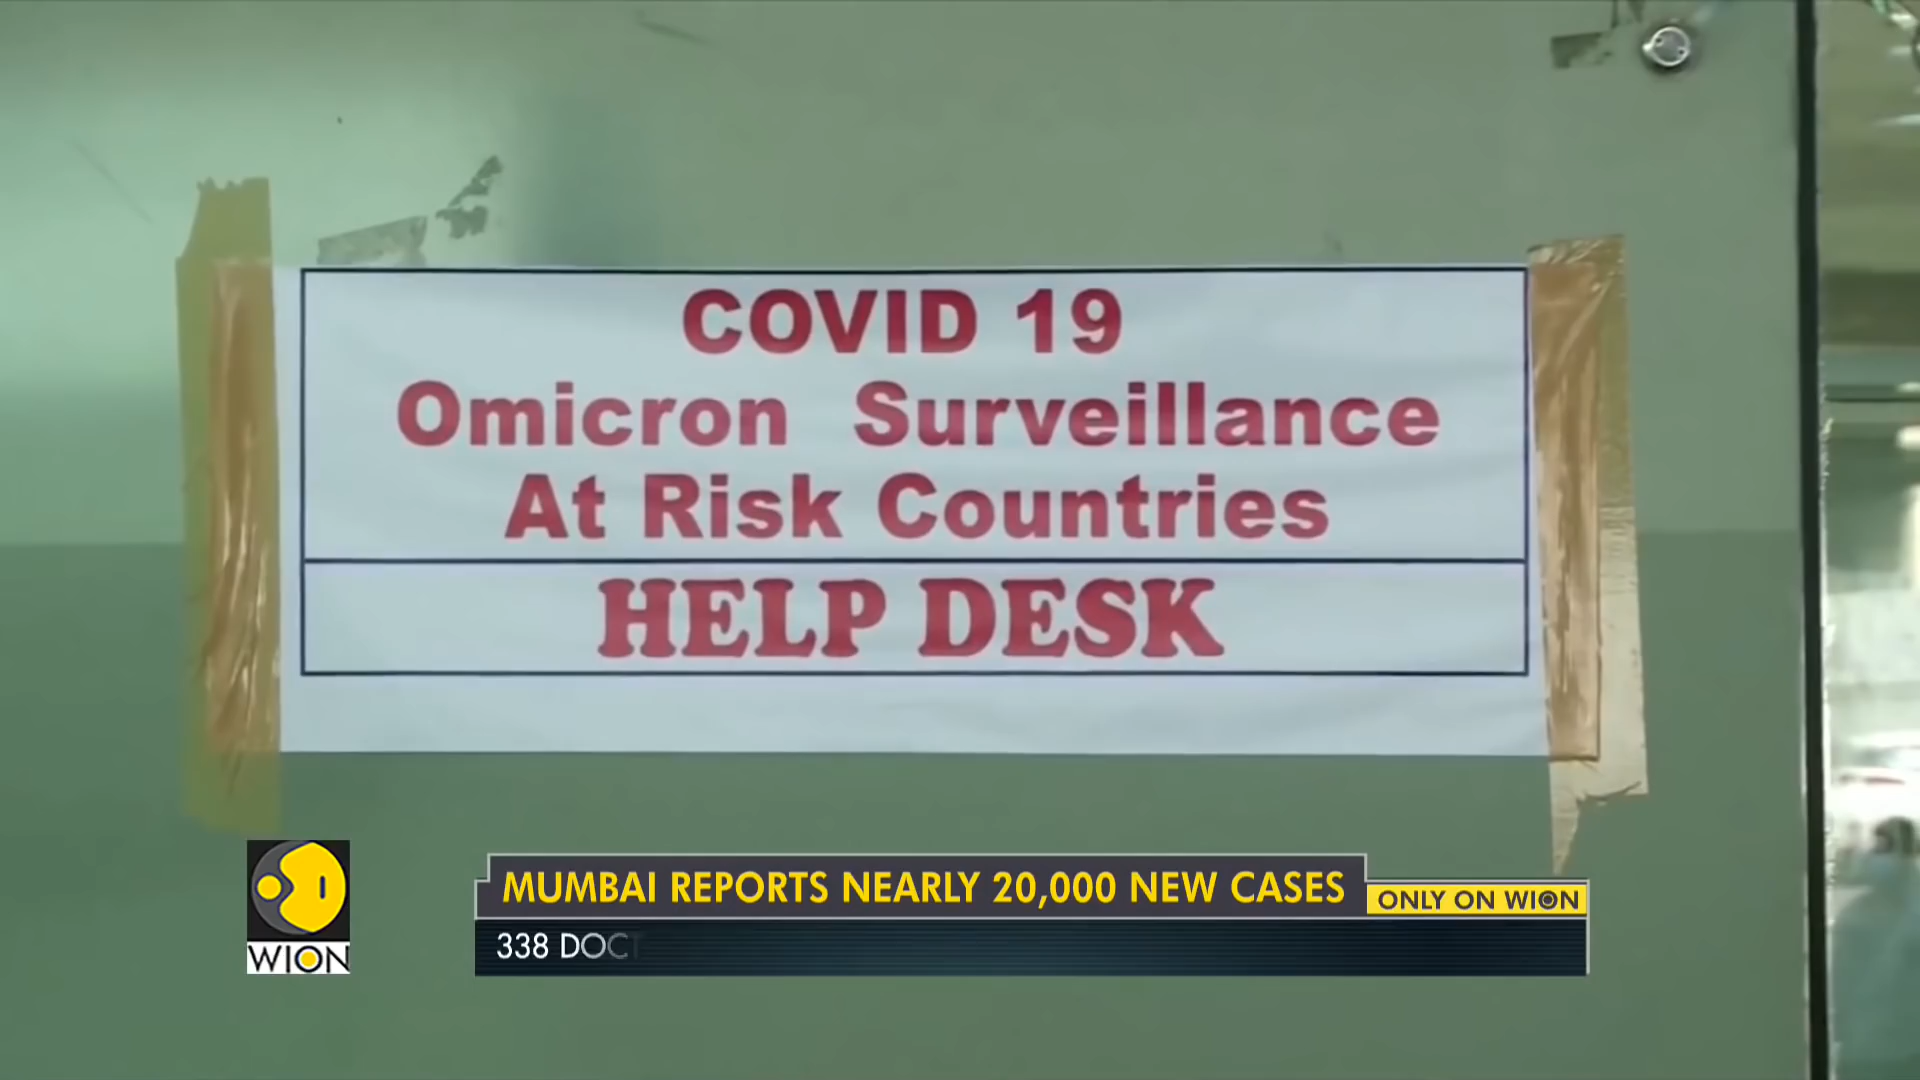 COVID 19
Omicron Surveillance
At Risk Countries
HELP DESK
MUMBAI REPORTS NEARLY 20,000 NEW CASES
ONLY ON WION
338 DOCT
WION